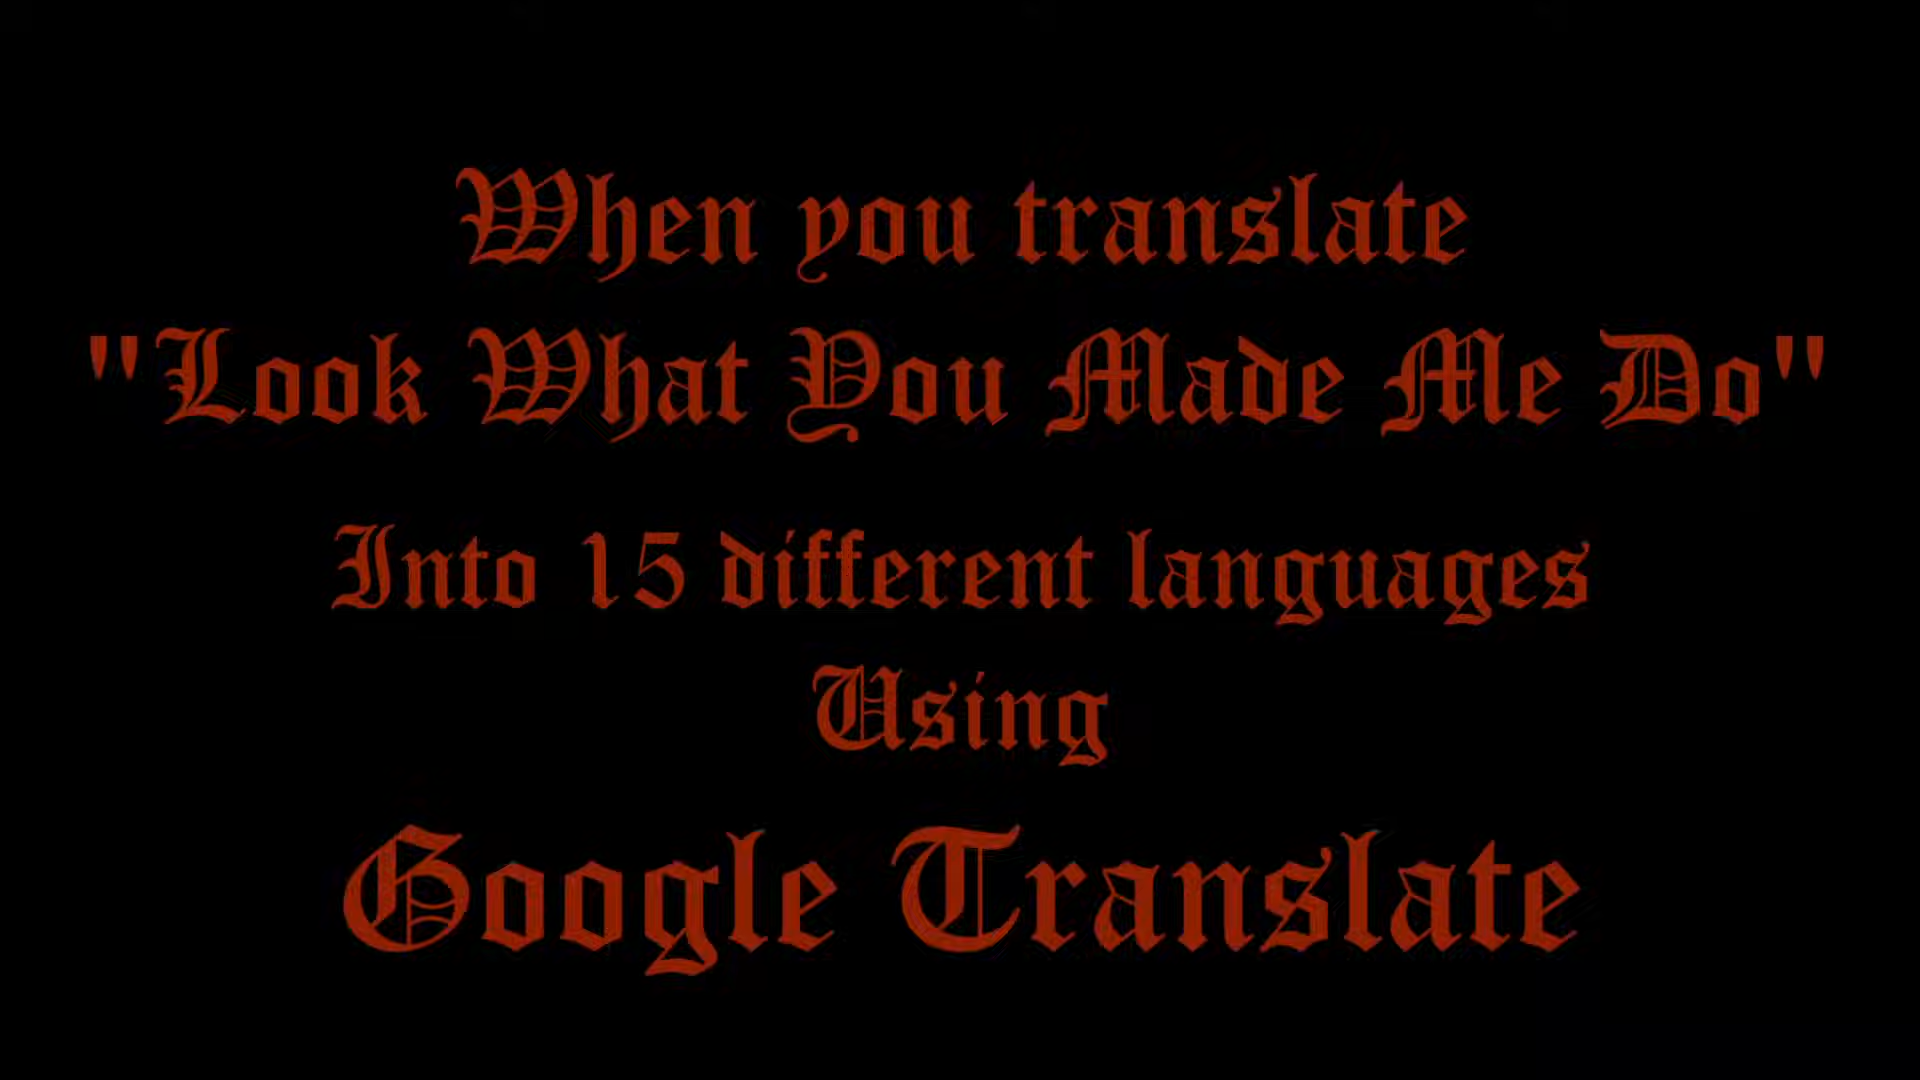 When you translate
"Look What You Made Me Do"
Into 15 different languages
Using
Google Translate